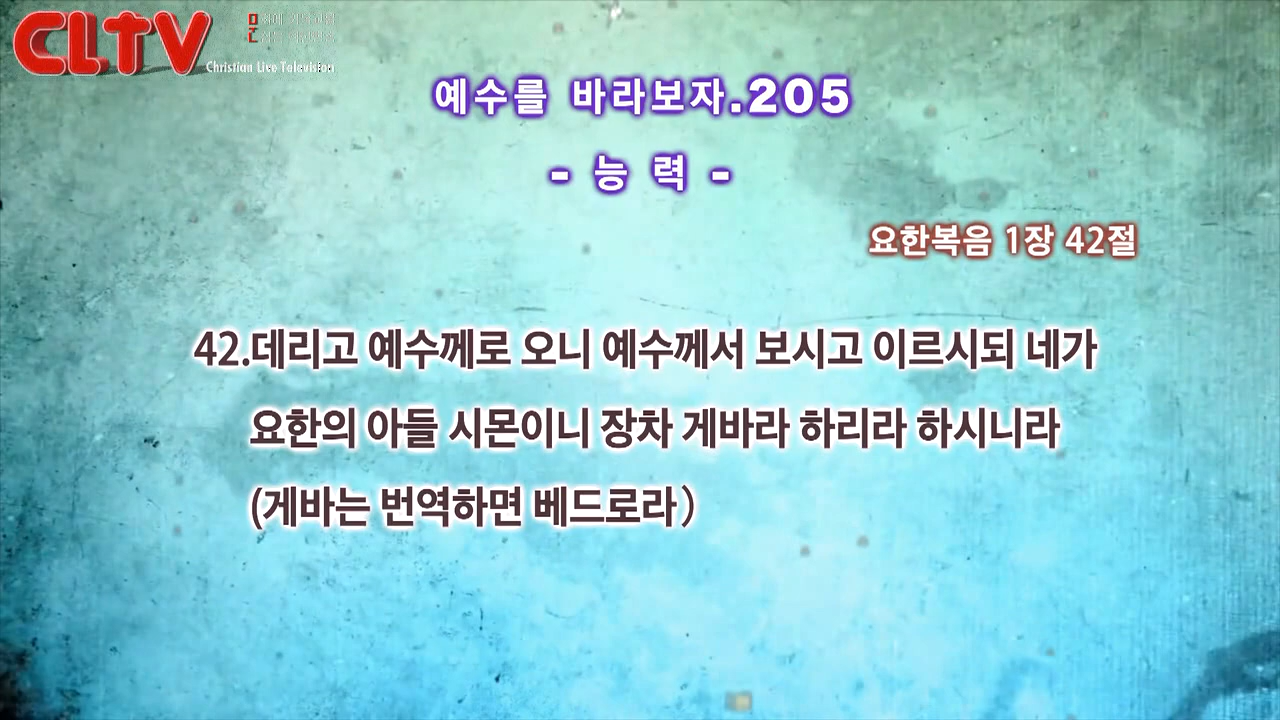 CLTV
Christian Live Television
예수를 바라보자.205
- 능 력 -
요한복음 1장 42절
42.데리고 예수께로 오니 예수께서 보시고 이르시되 네가
요한의 아들 시몬이니 장차 게바라 하리라 하시니라
(게바는 번역하면 베드로라)